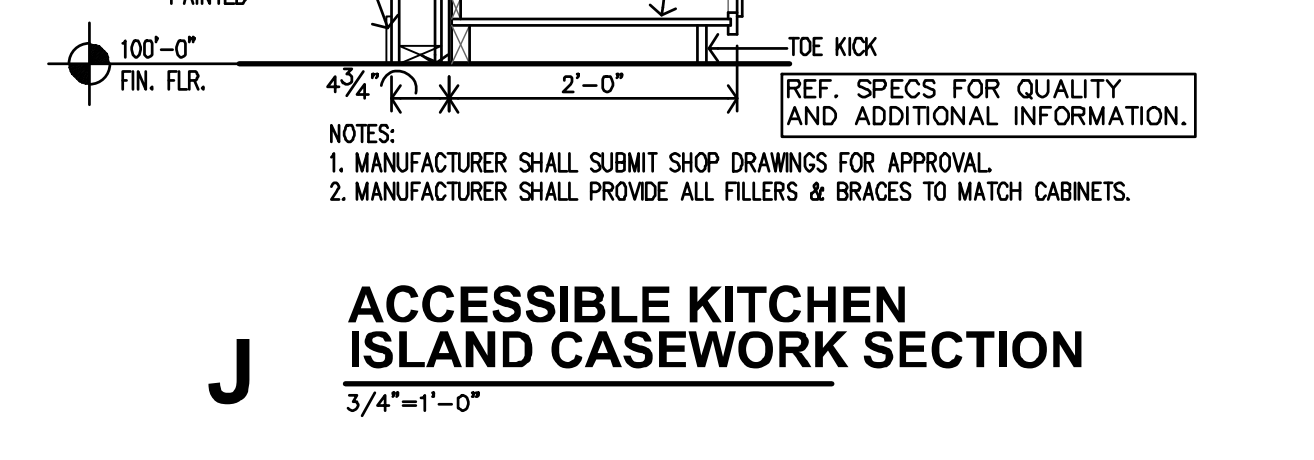 PAINTED
100'-0"
FIN. FLR.
TOE KICK
4¾"
2'-0"
REF. SPECS FOR QUALITY
AND ADDITIONAL INFORMATION.
NOTES:
1. MANUFACTURER SHALL SUBMIT SHOP DRAWINGS FOR APPROVAL.
2. MANUFACTURER SHALL PROVIDE ALL FILLERS & BRACES TO MATCH CABINETS.
J
ACCESSIBLE KITCHEN
ISLAND CASEWORK SECTION
3/4"=1'-0"